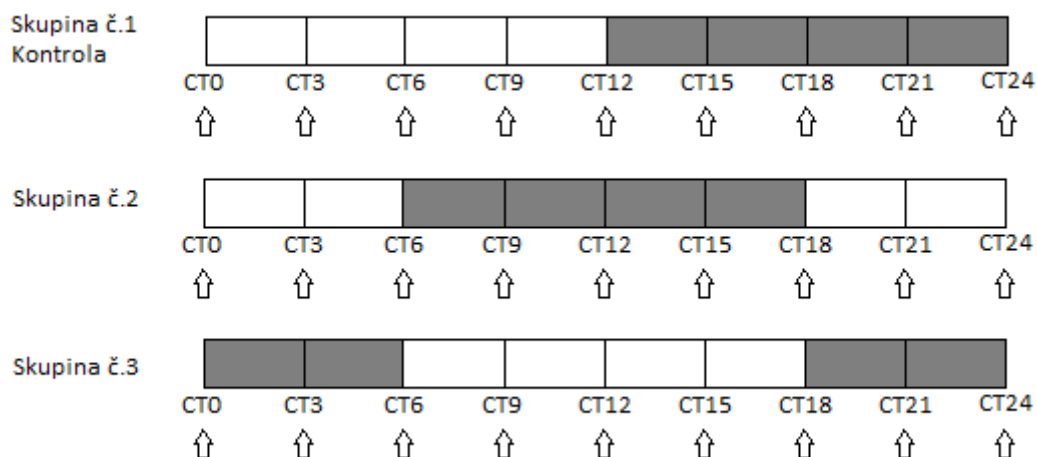 Skupina č.1
Kontrola
CT0 CT3 CT6 CT9 CT12 CT15 CT18 CT21 CT24
Skupina č.2
CT0 CT3 CT6 CT9 CT12 CT15 CT18 CT21 CT24
Skupina č.3
CT0 CT3 CT6 CT9 CT12 CT15 CT18 CT21 CT24